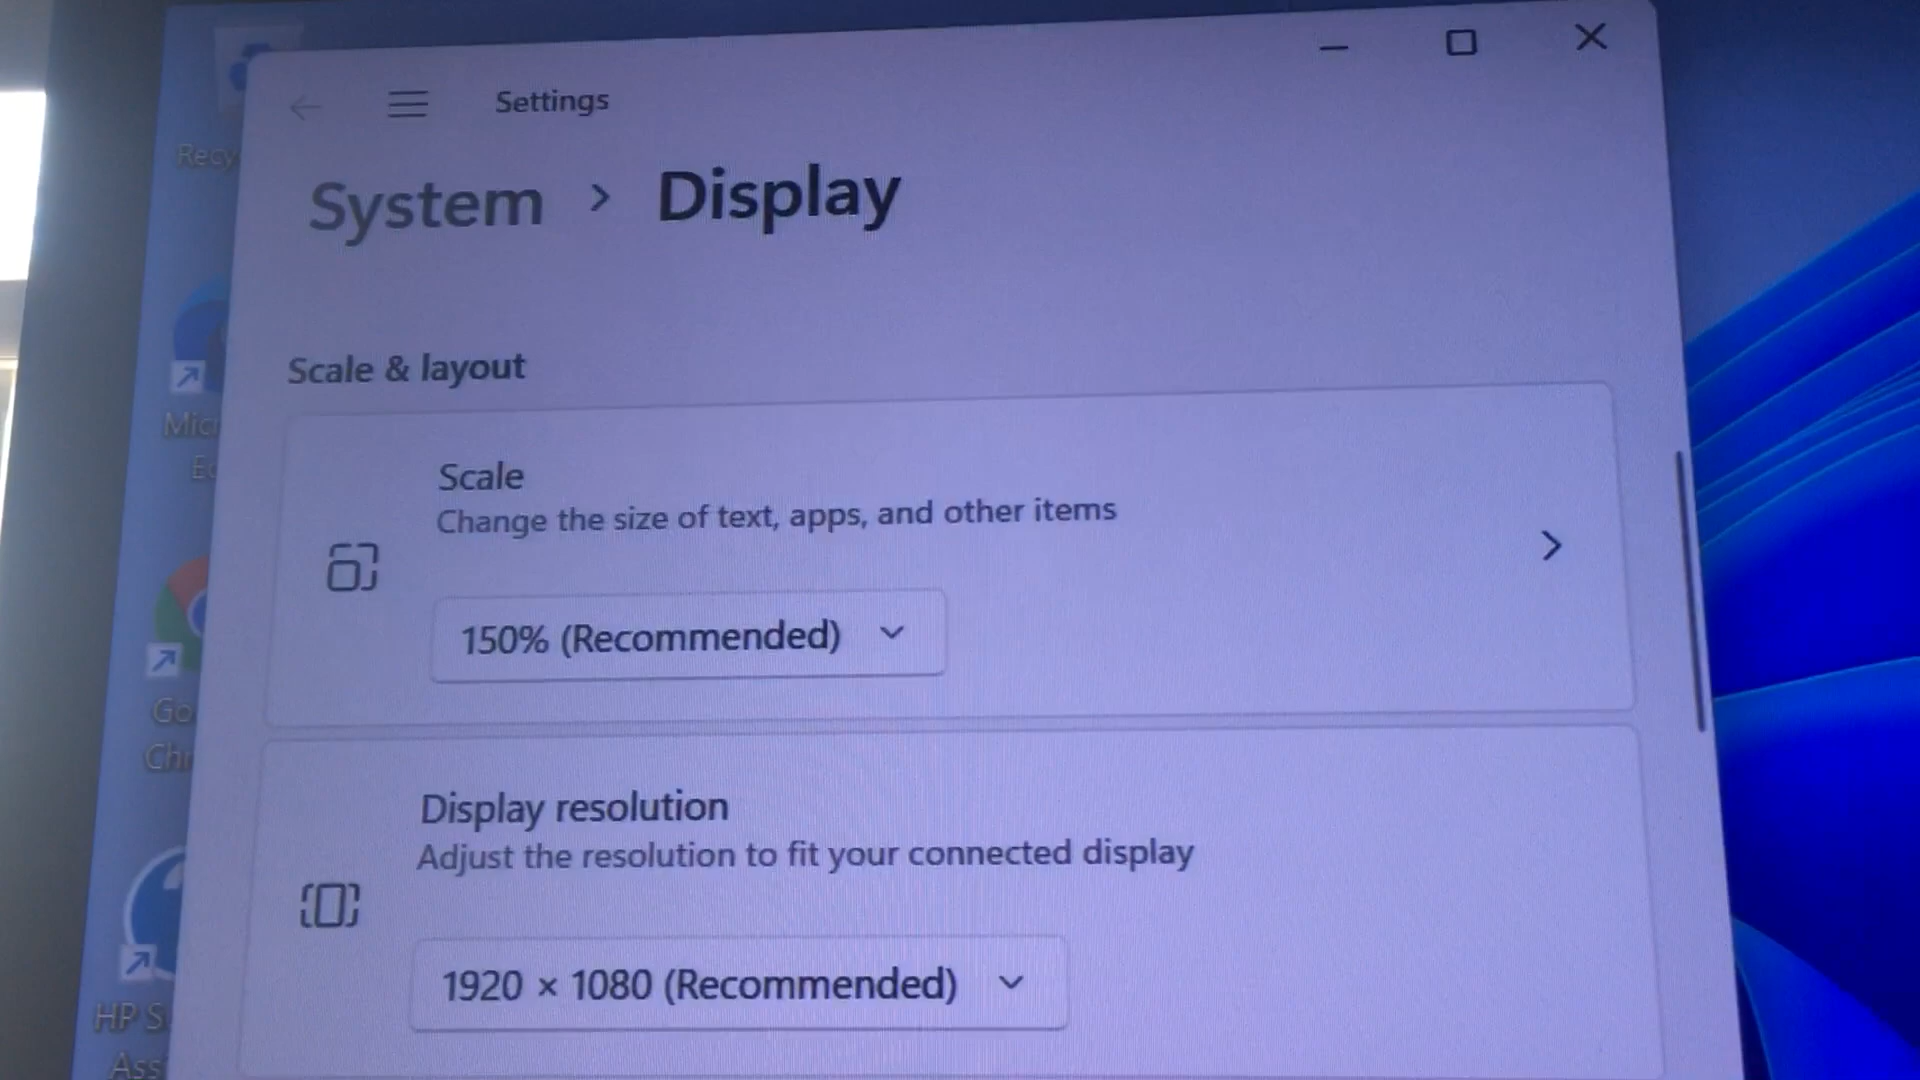 Settings
System > Display
Scale & layout
Scale
Change the size of text, apps, and other items
150% (Recommended)
Display resolution
Adjust the resolution to fit your connected display
1920 × 1080 (Recommended)
HP S